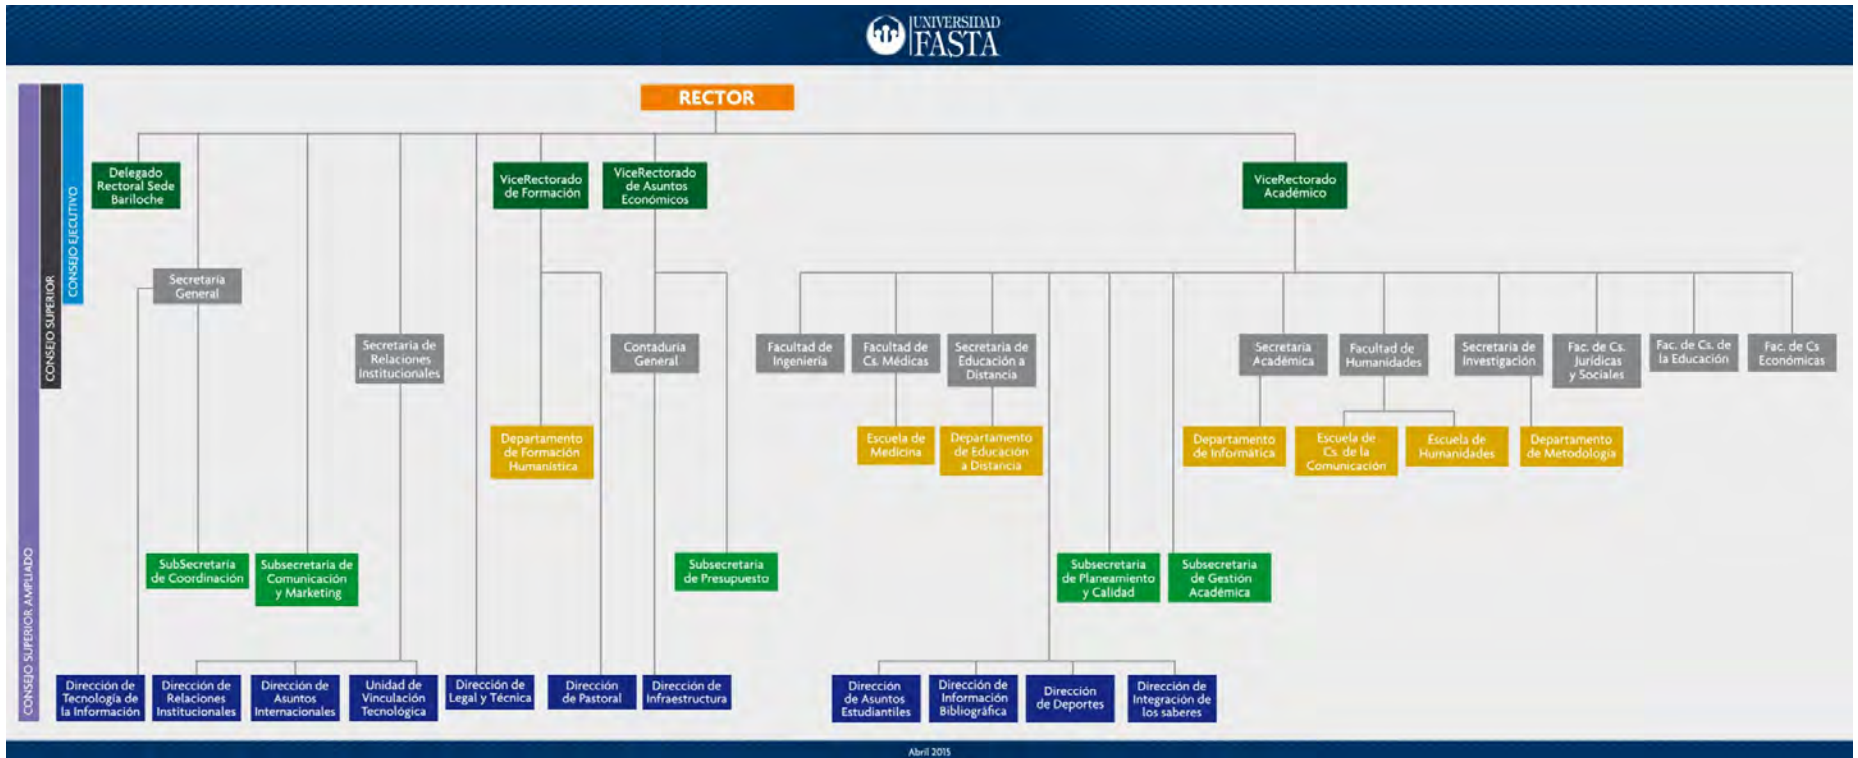 UNIVERSIDAD
FASTA
RECTOR
Delegado
Rectoral Sede
Bariloche
ViceRectorado
de Formación
ViceRectorado
de Asuntos
Económicos
ViceRectorado
Académico
CONSEJO EJECUTIVO
CONSEJO SUPERIOR
CONSEJO SUPERIOR AMPLIADO
Secretaría
General
Secretaria de
Relaciones
Institucionales
Contaduría
General
Facultad de
Ingeniería
Facultad de
Cs. Médicas
Secretaria de
Educación a
Distancia
Secretaría
Académica
Facultad de
Humanidades
Secretaria de
Investigación
Fac. de Cs.
Jurídicas
y Sociales
Fac. de Cs. de
la Educación
Fac. de Cs
Económicas
Departamento
de Formación
Humanística
Escuela de
Medicina
Departamento
de Educación
a Distancia
Departamento
de Informática
Escuela de
Cs. de la
Comunicación
Escuela de
Humanidades
Departamento
de Metodología
SubSecretaría
de Coordinación
Subsecretaria de
Comunicación
y Marketing
Subsecretaria
de Presupuesto
Subsecretaria
de Planeamiento
y Calidad
Subsecretaria
de Gestión
Académica
Dirección de
Tecnología de
la Información
Dirección de
Relaciones
Institucionales
Dirección de
Asuntos
Internacionales
Unidad de
Vinculación
Tecnológica
Dirección de
Legal y Técnica
Dirección
de Pastoral
Dirección de
Infraestructura
Dirección
de Asuntos
Estudiantiles
Dirección de
Información
Bibliográfica
Dirección
de Deportes
Dirección de
Integración de
los saberes
Abril 2015